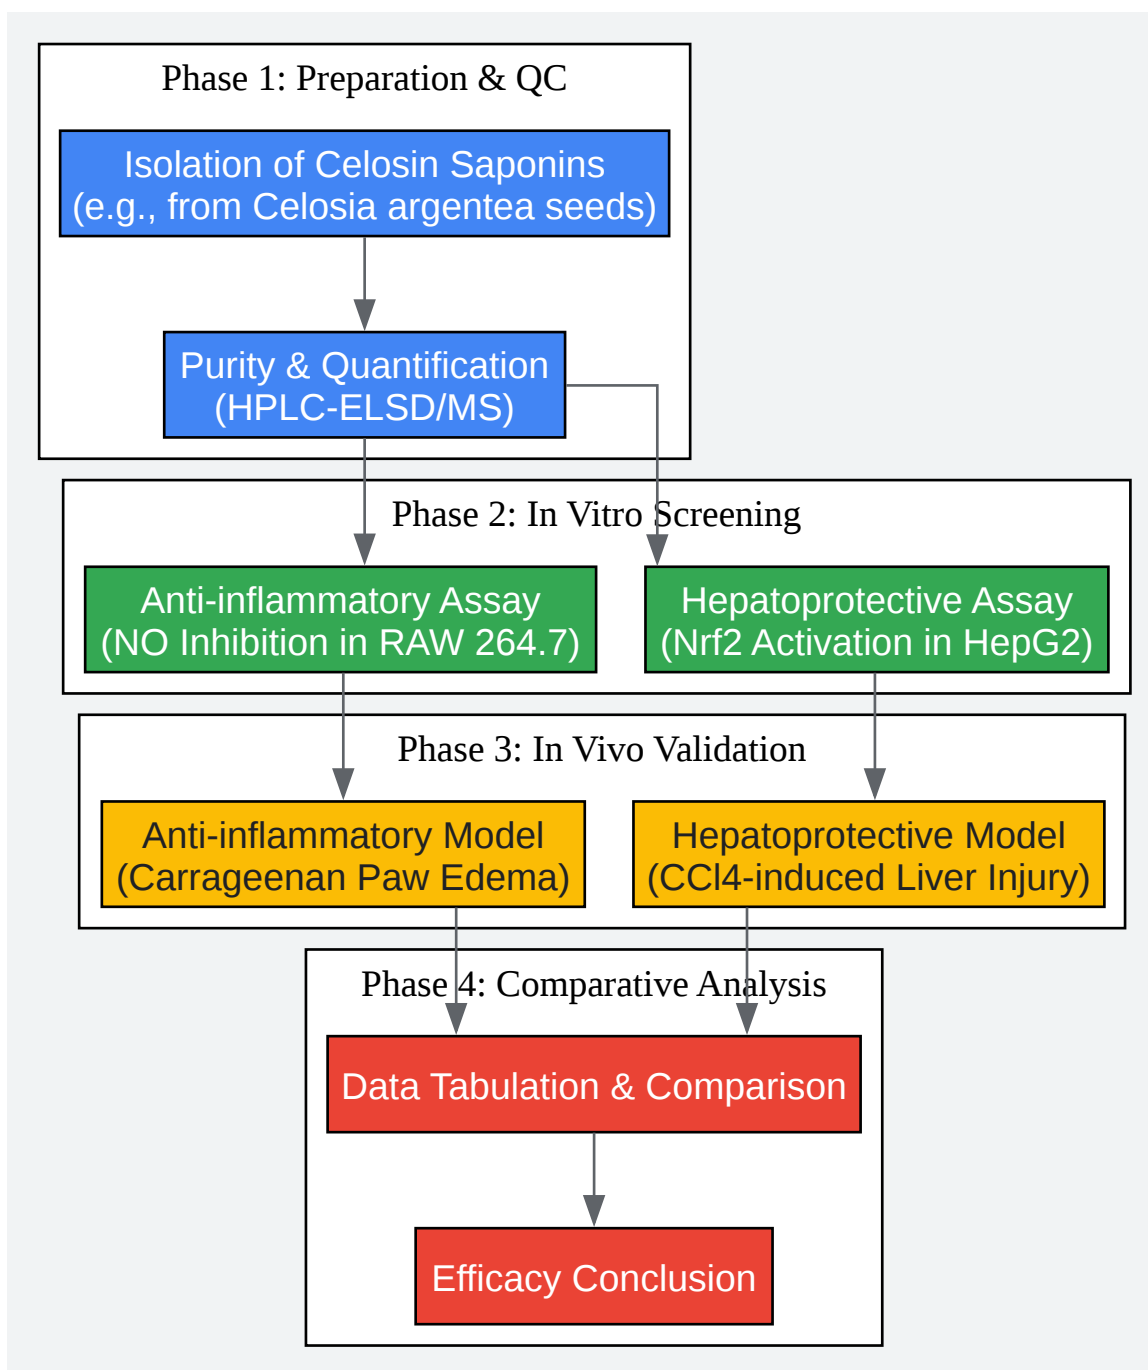 Phase 1: Preparation & QC
Isolation of Celosin Saponins
(e.g., from Celosia argentea seeds)
Purity & Quantification
(HPLC-ELSD/MS)
Phase 2: In Vitro Screening
Anti-inflammatory Assay
(NO Inhibition in RAW 264.7)
Hepatoprotective Assay
(Nrf2 Activation in HepG2)
Phase 3: In Vivo Validation
Anti-inflammatory Model
(Carrageenan Paw Edema)
Hepatoprotective Model
(CCl4-induced Liver Injury)
Phase 4: Comparative Analysis
Data Tabulation & Comparison
Efficacy Conclusion